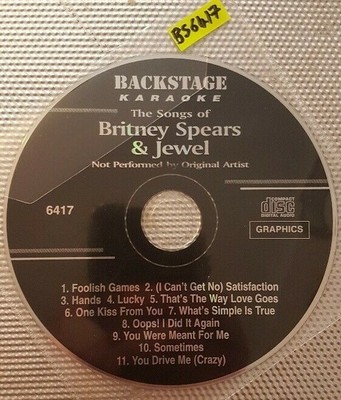 BS6417
BACKSTAGE
KARAOKE
The Songs of
Britney Spears
& Jewel
Not Performed by Original Artist
6417
COMPACT
disc
DIGITAL AUDIO
GRAPHICS
1. Foolish Games 2. (I Can't Get No) Satisfaction
3. Hands 4. Lucky 5. That's The Way Love Goes
6. One Kiss From You 7. What's Simple Is True
8. Oops! I Did It Again
9. You Were Meant For Me
10. Sometimes
11. You Drive Me (Crazy)